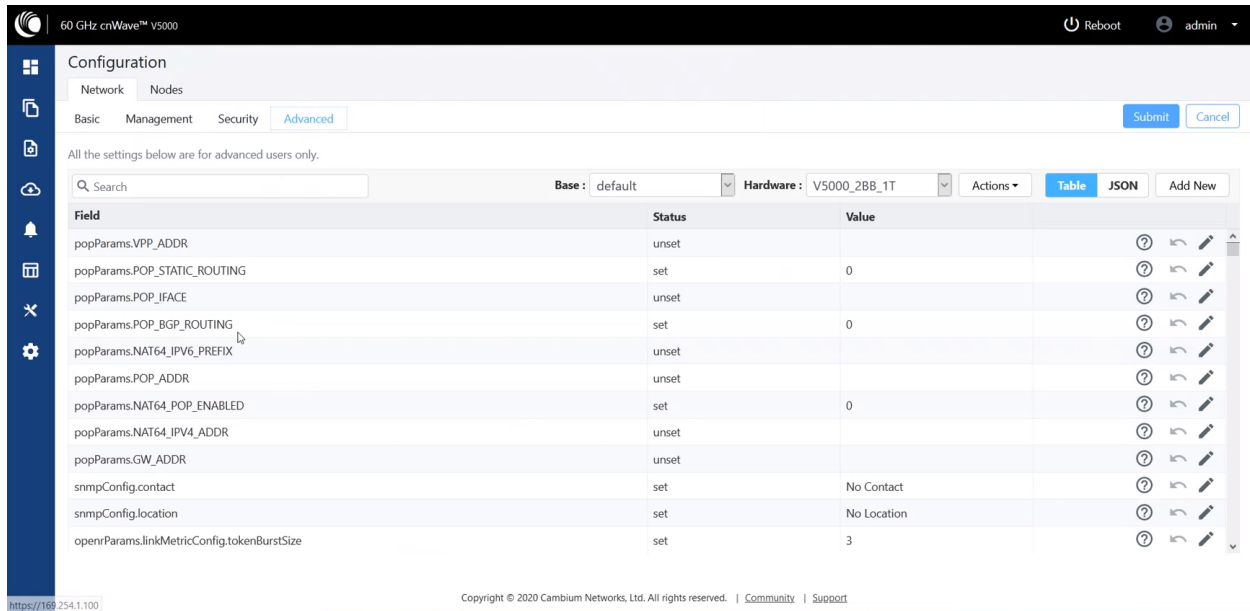 60 GHz cnWave™ V5000 Reboot admin
Configuration
Network Nodes
Basic Management Security Advanced Submit Cancel
All the settings below are for advanced users only.
Search Base : default Hardware : V5000_2BB_1T Actions Table JSON Add New
Field Status Value
popParams.VPP_ADDR unset
popParams.POP_STATIC_ROUTING set 0
popParams.POP_IFACE unset
popParams.POP_BGP_ROUTING set 0
popParams.NAT64_IPV6_PREFIX unset
popParams.POP_ADDR unset
popParams.NAT64_POP_ENABLED set 0
popParams.NAT64_IPV4_ADDR unset
popParams.GW_ADDR unset
snmpConfig.contact set No Contact
snmpConfig.location set No Location
openrParams.linkMetricConfig.tokenBurstSize set 3
Copyright © 2020 Cambium Networks, Ltd. All rights reserved. | Community | Support
https://169.254.1.100